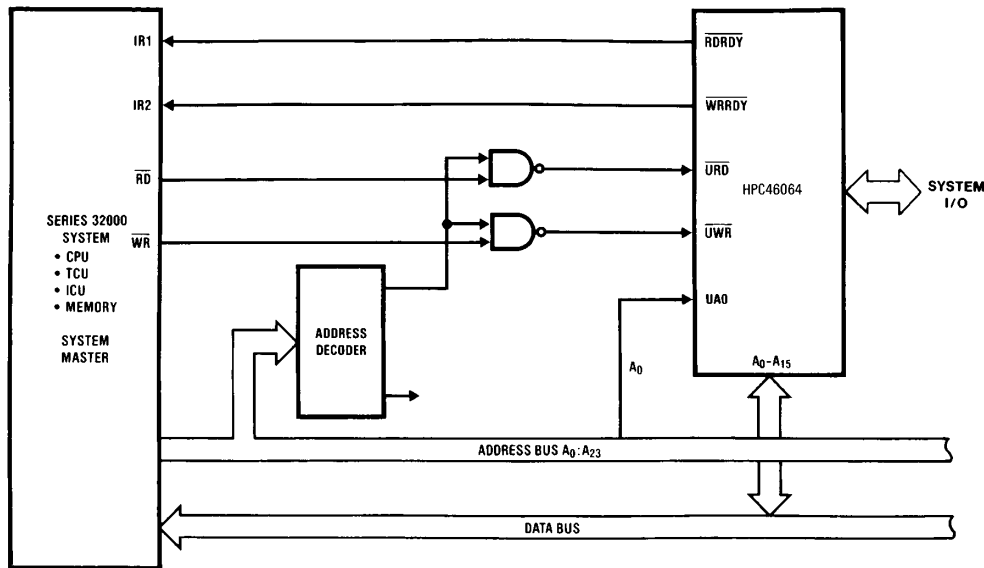 IR1
RDRDY
IR2
WRRDY
RD
URD
HPC46064
SYSTEM
I/O
SERIES 32000
SYSTEM
• CPU
• TCU
• ICU
• MEMORY
SYSTEM
MASTER
WR
UWR
ADDRESS
DECODER
UA0
A0
A0-A15
ADDRESS BUS A0:A23
DATA BUS